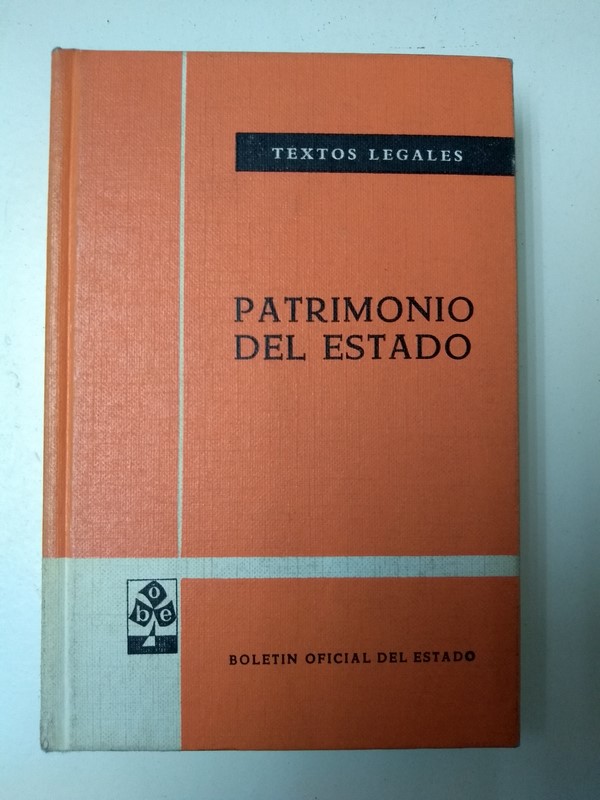 TEXTOS LEGALES
PATRIMONIO
DEL ESTADO
o
b e
BOLETIN OFICIAL DEL ESTADO